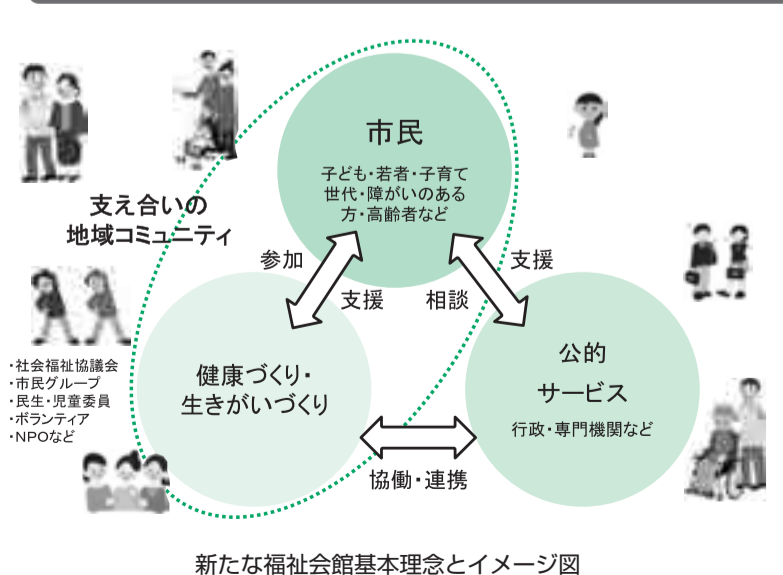 市民
子ども・若者・子育て
世代・障がいのある
方・高齢者など
支え合いの
地域コミュニティ
参加
支援
相談
支援
健康づくり・
生きがいづくり
公的
サービス
行政・専門機関など
・社会福祉協議会
・市民グループ
・民生・児童委員
・ボランティア
・NPOなど
協働・連携
新たな福祉会館基本理念とイメージ図